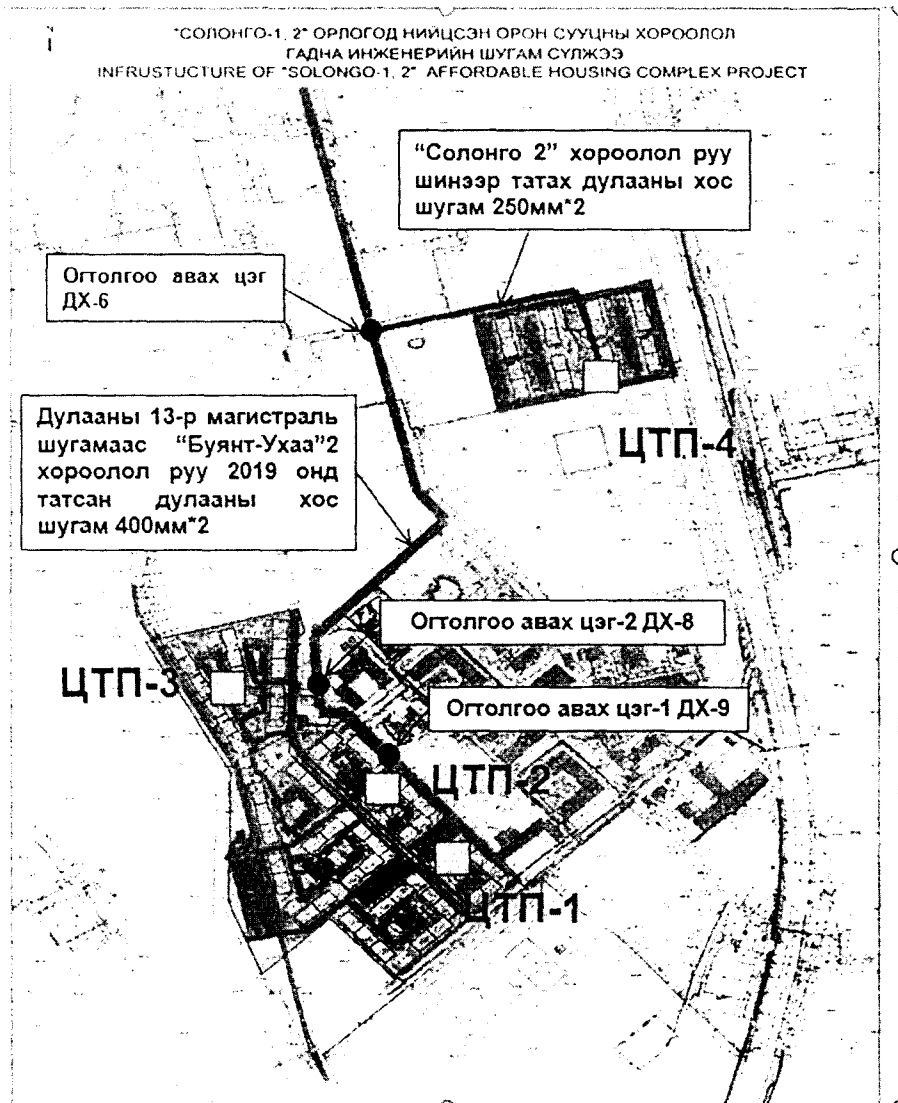 "СОЛОНГО-1, 2" ОРЛОГОД НИЙЦСЭН ОРОН СУУЦНЫ ХОРООЛОЛ
ГАДНА ИНЖЕНЕРИЙН ШУГАМ СҮЛЖЭЭ
INFRUSTUCTURE OF "SOLONGO-1, 2" AFFORDABLE HOUSING COMPLEX PROJECT
“Солонго 2” хороолол руу
шинээр татах дулааны хос
шугам 250мм*2
Огтолгоо авах цэг
ДХ-6
Дулааны 13-р магистраль
шугамаас “Буянт-Ухаа”2
хороолол руу 2019 онд
татсан дулааны хос
шугам 400мм*2
ЦТП-4
Огтолгоо авах цэг-2 ДХ-8
ЦТП-3
Огтолгоо авах цэг-1 ДХ-9
ЦТП-2
ЦТП-1